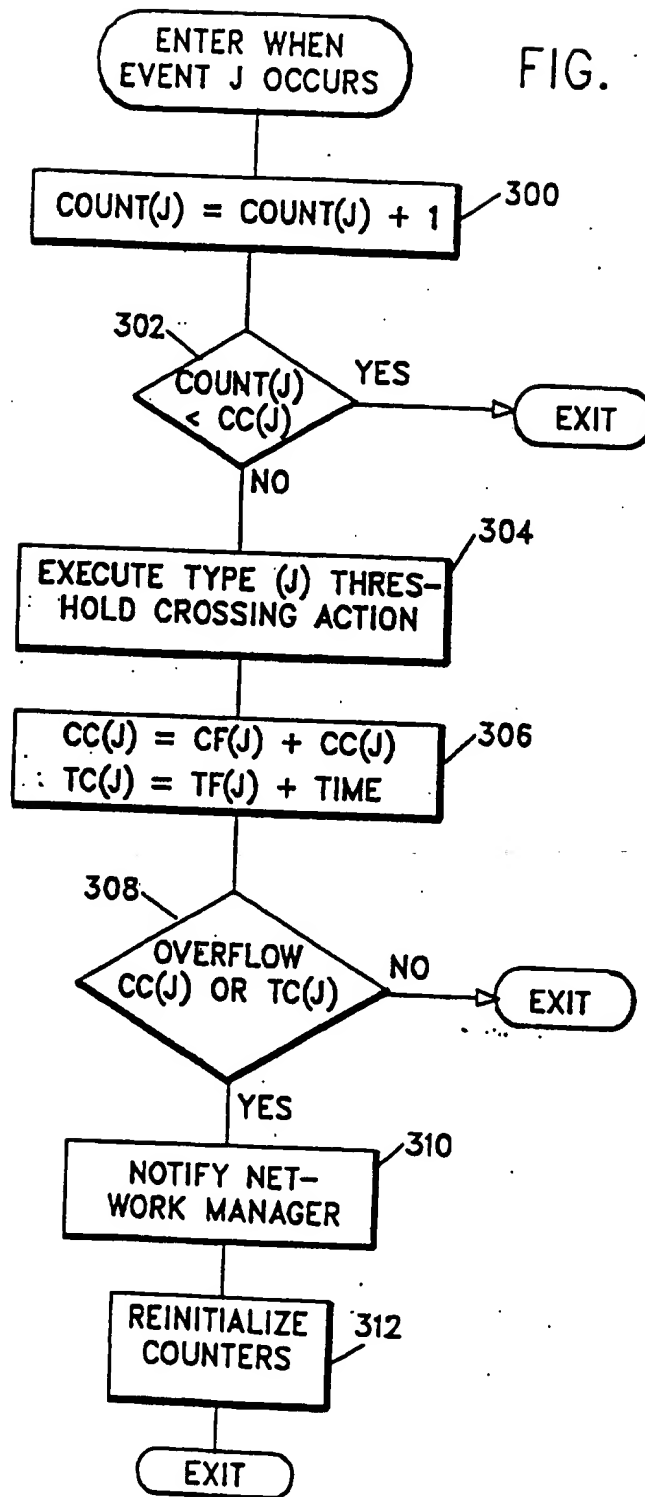 ENTER WHEN
EVENT J OCCURS
FIG.
COUNT(J) = COUNT(J) + 1
300
302
COUNT(J)
< CC(J)
YES
EXIT
NO
304
EXECUTE TYPE (J) THRES-
HOLD CROSSING ACTION
CC(J) = CF(J) + CC(J)
TC(J) = TF(J) + TIME
306
308
OVERFLOW
CC(J) OR TC(J)
NO
EXIT
YES
310
NOTIFY NET-
WORK MANAGER
REINITIALIZE
COUNTERS
312
EXIT